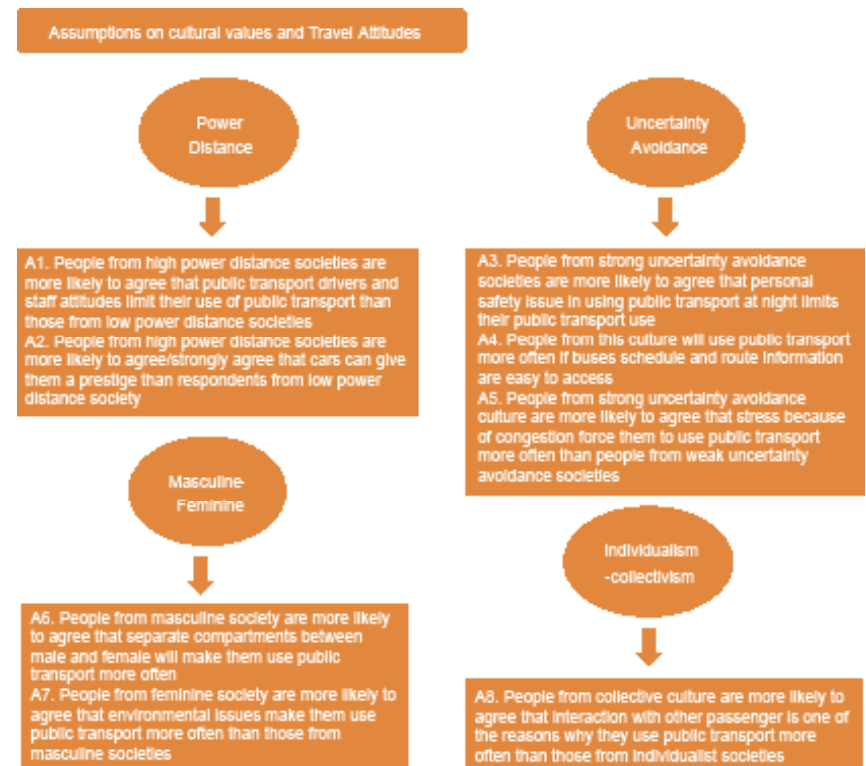 Assumptions on cultural values and Travel Attitudes
Power
Distance
A1. People from high power distance societies are
more likely to agree that public transport drivers and
staff attitudes limit their use of public transport than
those from low power distance societies
A2. People from high power distance societies are
more likely to agree/strongly agree that cars can give
them a prestige than respondents from low power
distance society
Uncertainty
Avoidance
A3. People from strong uncertainty avoidance
societies are more likely to agree that personal
safety issue in using public transport at night limits
their public transport use
A4. People from this culture will use public transport
more often if buses schedule and route information
are easy to access
A5. People from strong uncertainty avoidance
culture are more likely to agree that stress because
of congestion force them to use public transport
more often than people from weak uncertainty
avoidance societies
Masculine-
Feminine
A6. People from masculine society are more likely
to agree that separate compartments between
male and female will make them use public
transport more often
A7. People from feminine society are more likely to
agree that environmental issues make them use
public transport more often than those from
masculine societies
Individualism
-collectivism
A8. People from collective culture are more likely to
agree that interaction with other passenger is one of
the reasons why they use public transport more
often than those from individualist societies